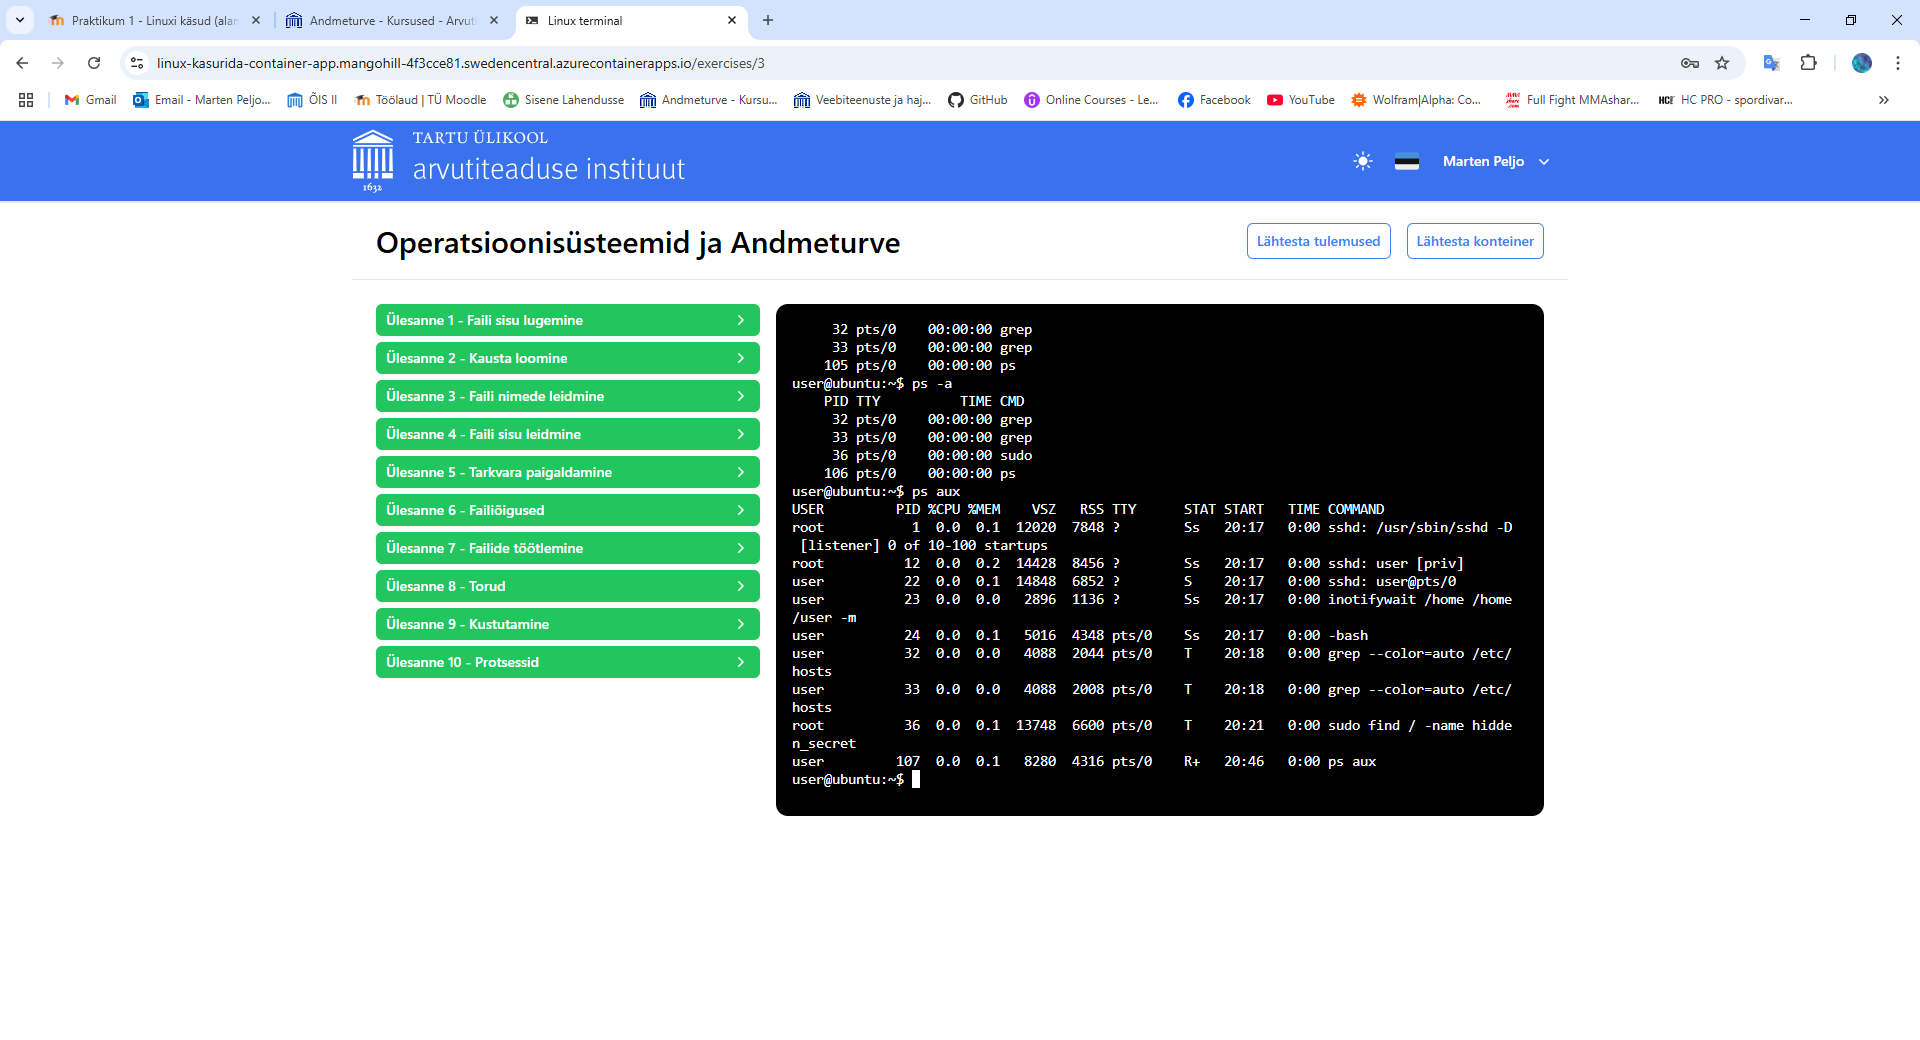 Praktikum 1 - Linuxi käsud (alar
Andmeturve - Kursused - Arvuti
Linux terminal
linux-kasurida-container-app.mangohill-4f3cce81.swedencentral.azurecontainerapps.io/exercises/3
Gmail
Email - Marten Peljo...
ÕIS II
Töölaud | TÜ Moodle
Sisene Lahendusse
Andmeturve - Kursu...
Veebiteenuste ja haj...
GitHub
Online Courses - Le...
Facebook
YouTube
Wolfram|Alpha: Co...
Full Fight MMAshar...
HC PRO - spordivar...
TARTU ÜLIKOOL
arvutiteaduse instituut
1632
Marten Peljo
Operatsioonisüsteemid ja Andmeturve
Lähtesta tulemused
Lähtesta konteiner
Ülesanne 1 - Faili sisu lugemine
Ülesanne 2 - Kausta loomine
Ülesanne 3 - Faili nimede leidmine
Ülesanne 4 - Faili sisu leidmine
Ülesanne 5 - Tarkvara paigaldamine
Ülesanne 6 - Failiõigused
Ülesanne 7 - Failide töötlemine
Ülesanne 8 - Torud
Ülesanne 9 - Kustutamine
Ülesanne 10 - Protsessid
32 pts/0    00:00:00 grep
33 pts/0    00:00:00 grep
105 pts/0    00:00:00 ps
user@ubuntu:~$ ps -a
PID TTY          TIME CMD
32 pts/0    00:00:00 grep
33 pts/0    00:00:00 grep
36 pts/0    00:00:00 sudo
106 pts/0    00:00:00 ps
user@ubuntu:~$ ps aux
USER         PID %CPU %MEM    VSZ   RSS TTY      STAT START   TIME COMMAND
root           1  0.0  0.1  12020  7848 ?        Ss   20:17   0:00 sshd: /usr/sbin/sshd -D
[listener] 0 of 10-100 startups
root          12  0.0  0.2  14428  8456 ?        Ss   20:17   0:00 sshd: user [priv]
user          22  0.0  0.1  14848  6852 ?        S    20:17   0:00 sshd: user@pts/0
user          23  0.0  0.0   2896  1136 ?        Ss   20:17   0:00 inotifywait /home /home
/user -m
user          24  0.0  0.1   5016  4348 pts/0    Ss   20:17   0:00 -bash
user          32  0.0  0.0   4088  2044 pts/0    T    20:18   0:00 grep --color=auto /etc/
hosts
user          33  0.0  0.0   4088  2008 pts/0    T    20:18   0:00 grep --color=auto /etc/
hosts
root          36  0.0  0.1  13748  6600 pts/0    T    20:21   0:00 sudo find / -name hidde
n_secret
user         107  0.0  0.1   8280  4316 pts/0    R+   20:46   0:00 ps aux
user@ubuntu:~$